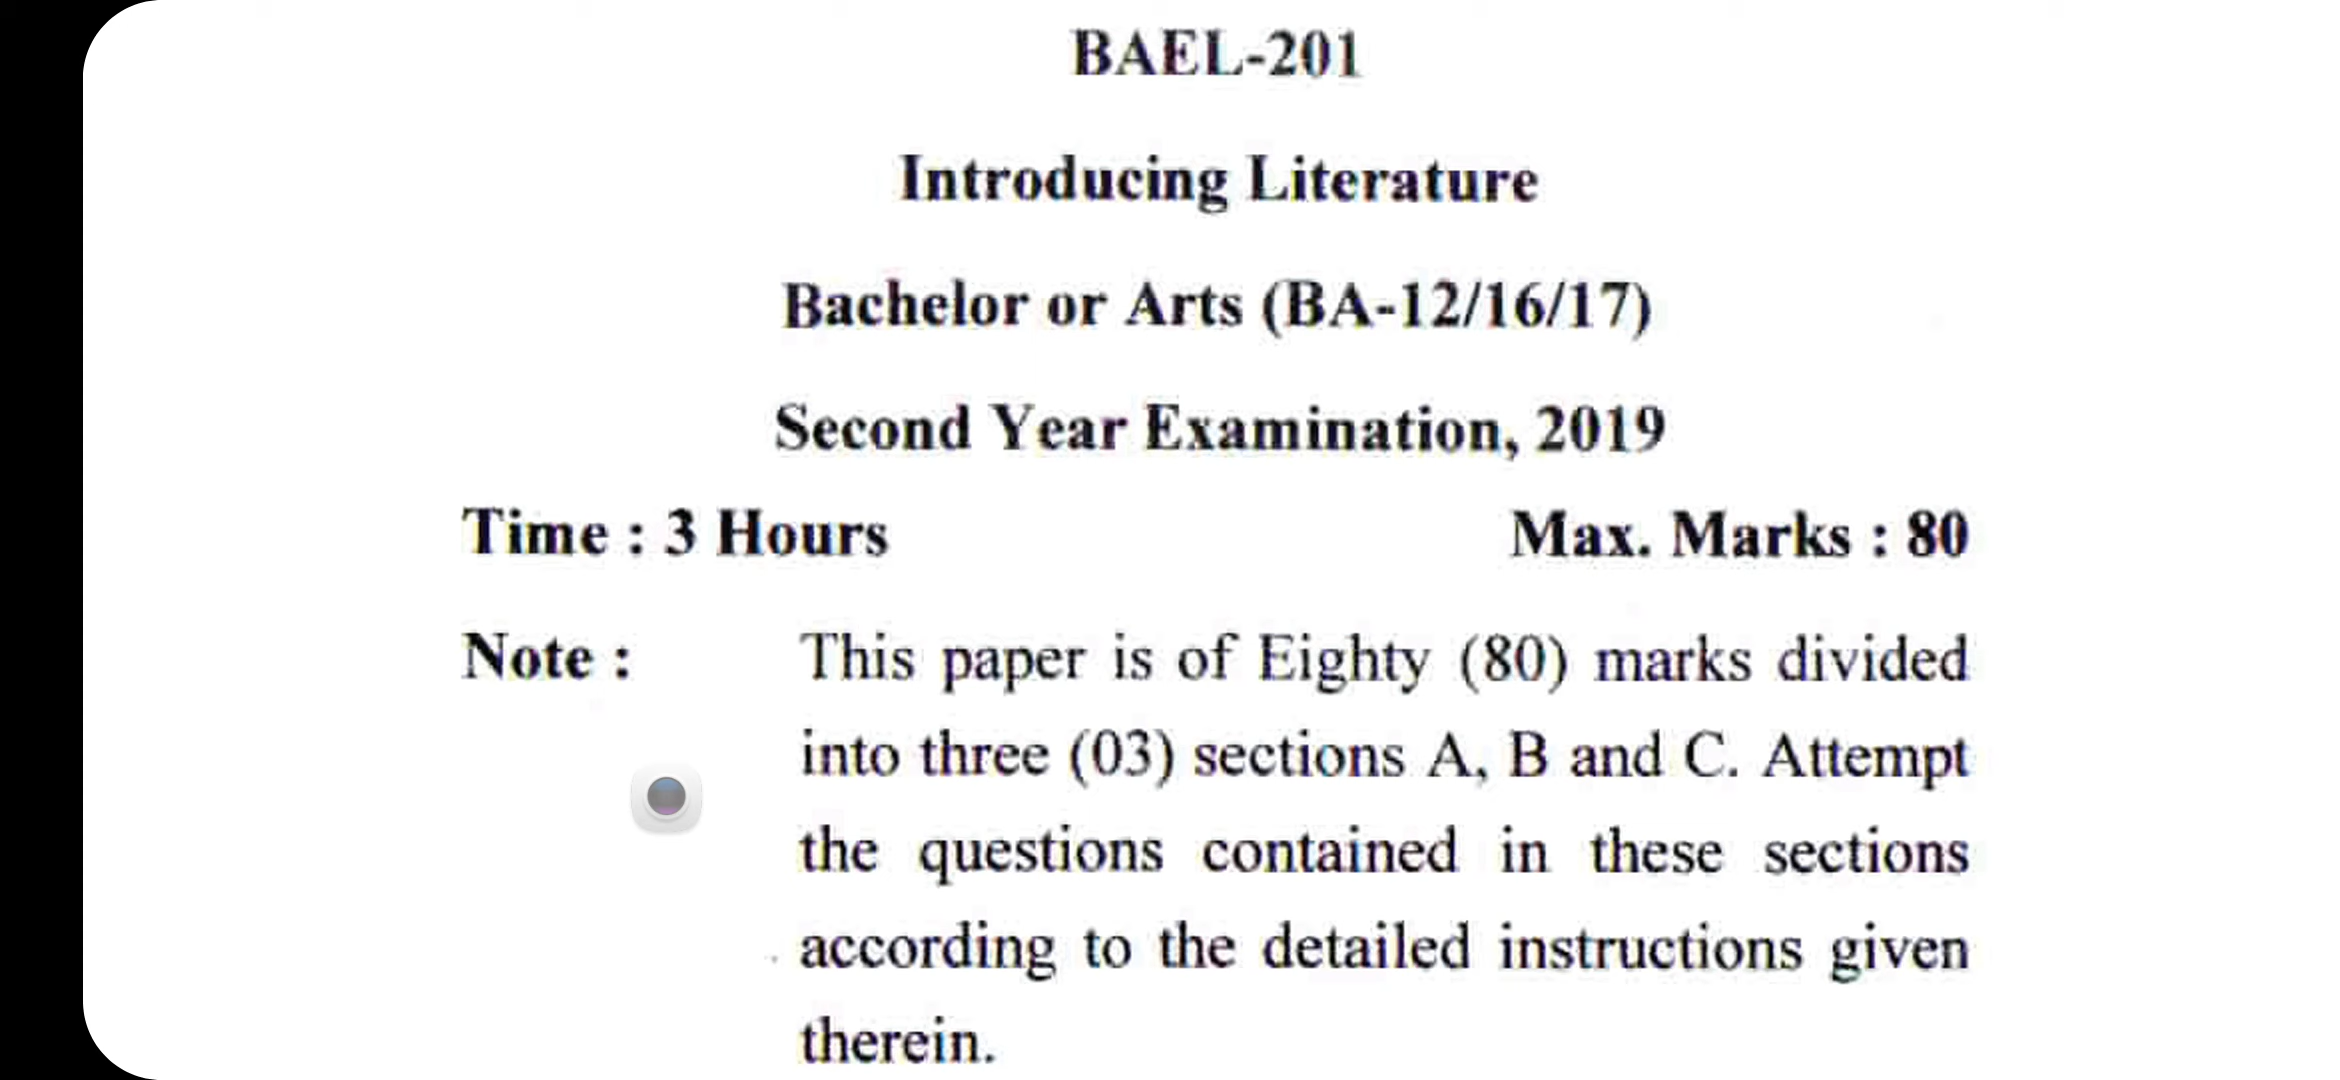 BAEL-201
Introducing Literature
Bachelor or Arts (BA-12/16/17)
Second Year Examination, 2019
Time : 3 Hours Max. Marks : 80
Note : This paper is of Eighty (80) marks divided
into three (03) sections A, B and C. Attempt
the questions contained in these sections
according to the detailed instructions given
therein.